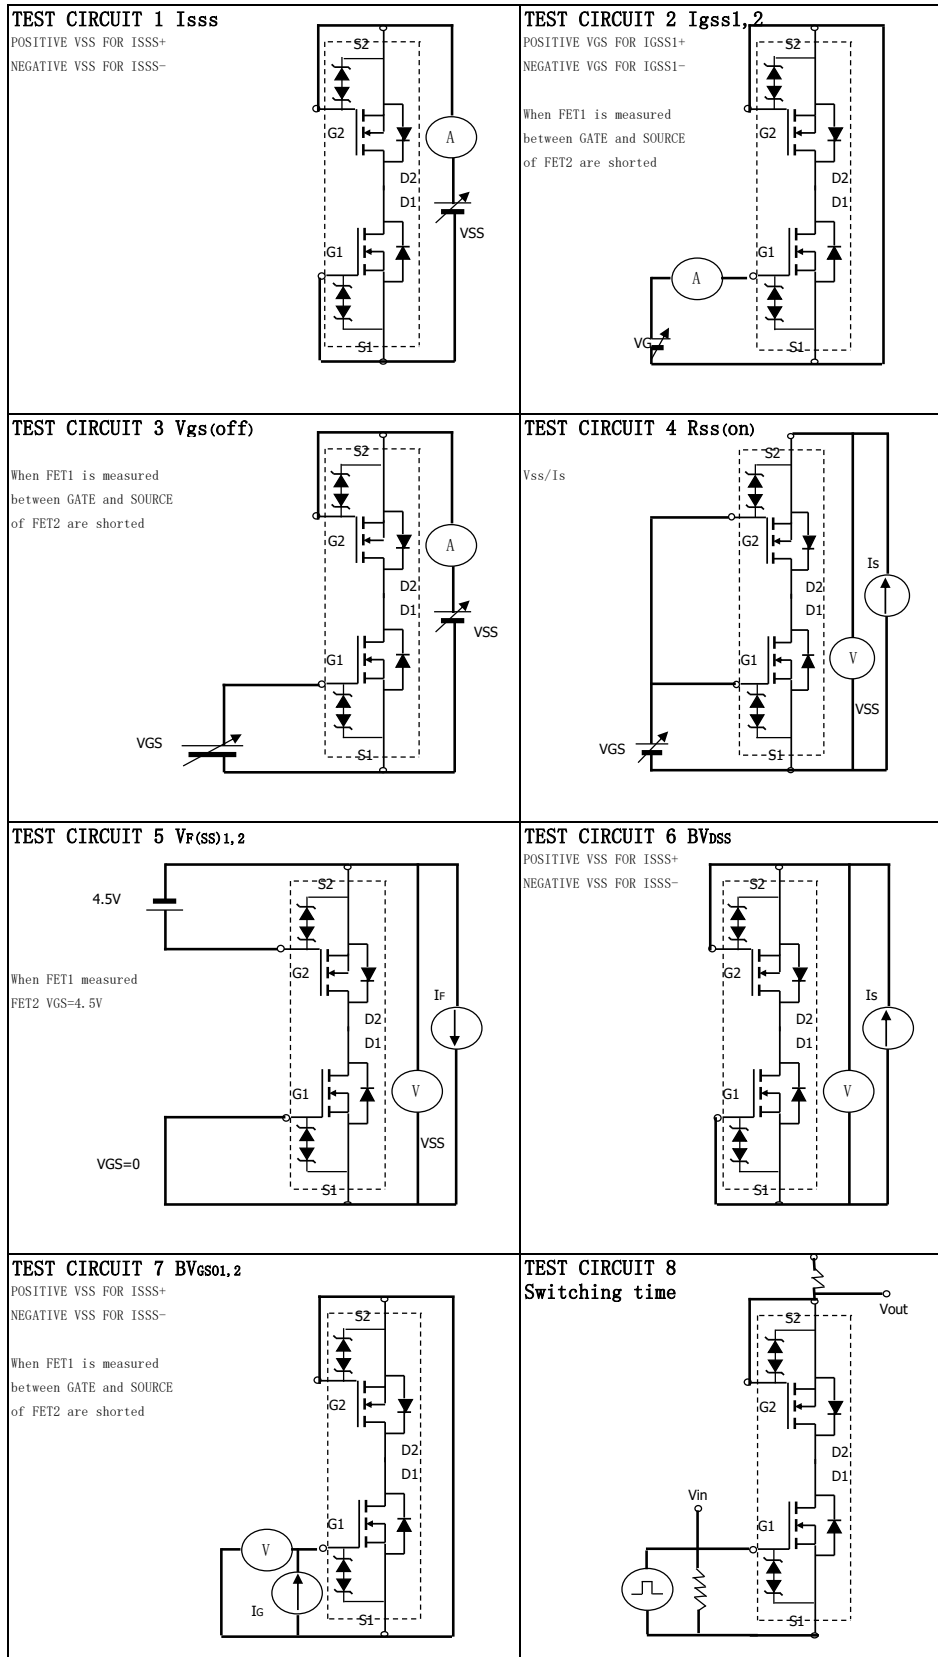 TEST CIRCUIT 1 Isss
POSITIVE VSS FOR ISSS+
NEGATIVE VSS FOR ISSS-
S2
G2
A
D2
D1
VSS
G1
S1
TEST CIRCUIT 2 Igss1,2
POSITIVE VGS FOR IGSS1+
NEGATIVE VGS FOR IGSS1-
When FET1 is measured
between GATE and SOURCE
of FET2 are shorted
S2
G2
D2
D1
G1
A
VG
S1
TEST CIRCUIT 3 Vgs(off)
When FET1 is measured
between GATE and SOURCE
of FET2 are shorted
S2
G2
A
D2
D1
VSS
G1
VGS
S1
TEST CIRCUIT 4 Rss(on)
Vss/Is
S2
G2
Is
D2
D1
G1
V
VSS
VGS
S1
TEST CIRCUIT 5 VF(SS)1,2
4.5V
When FET1 measured
FET2 VGS=4.5V
S2
G2
IF
D2
D1
G1
V
VSS
VGS=0
S1
TEST CIRCUIT 6 BVDSS
POSITIVE VSS FOR ISSS+
NEGATIVE VSS FOR ISSS-
S2
G2
Is
D2
D1
G1
V
S1
TEST CIRCUIT 7 BVGSO1,2
POSITIVE VSS FOR ISSS+
NEGATIVE VSS FOR ISSS-
When FET1 is measured
between GATE and SOURCE
of FET2 are shorted
S2
G2
D2
D1
G1
V
IG
S1
TEST CIRCUIT 8
Switching time
Vout
S2
G2
D2
D1
Vin
G1
S1